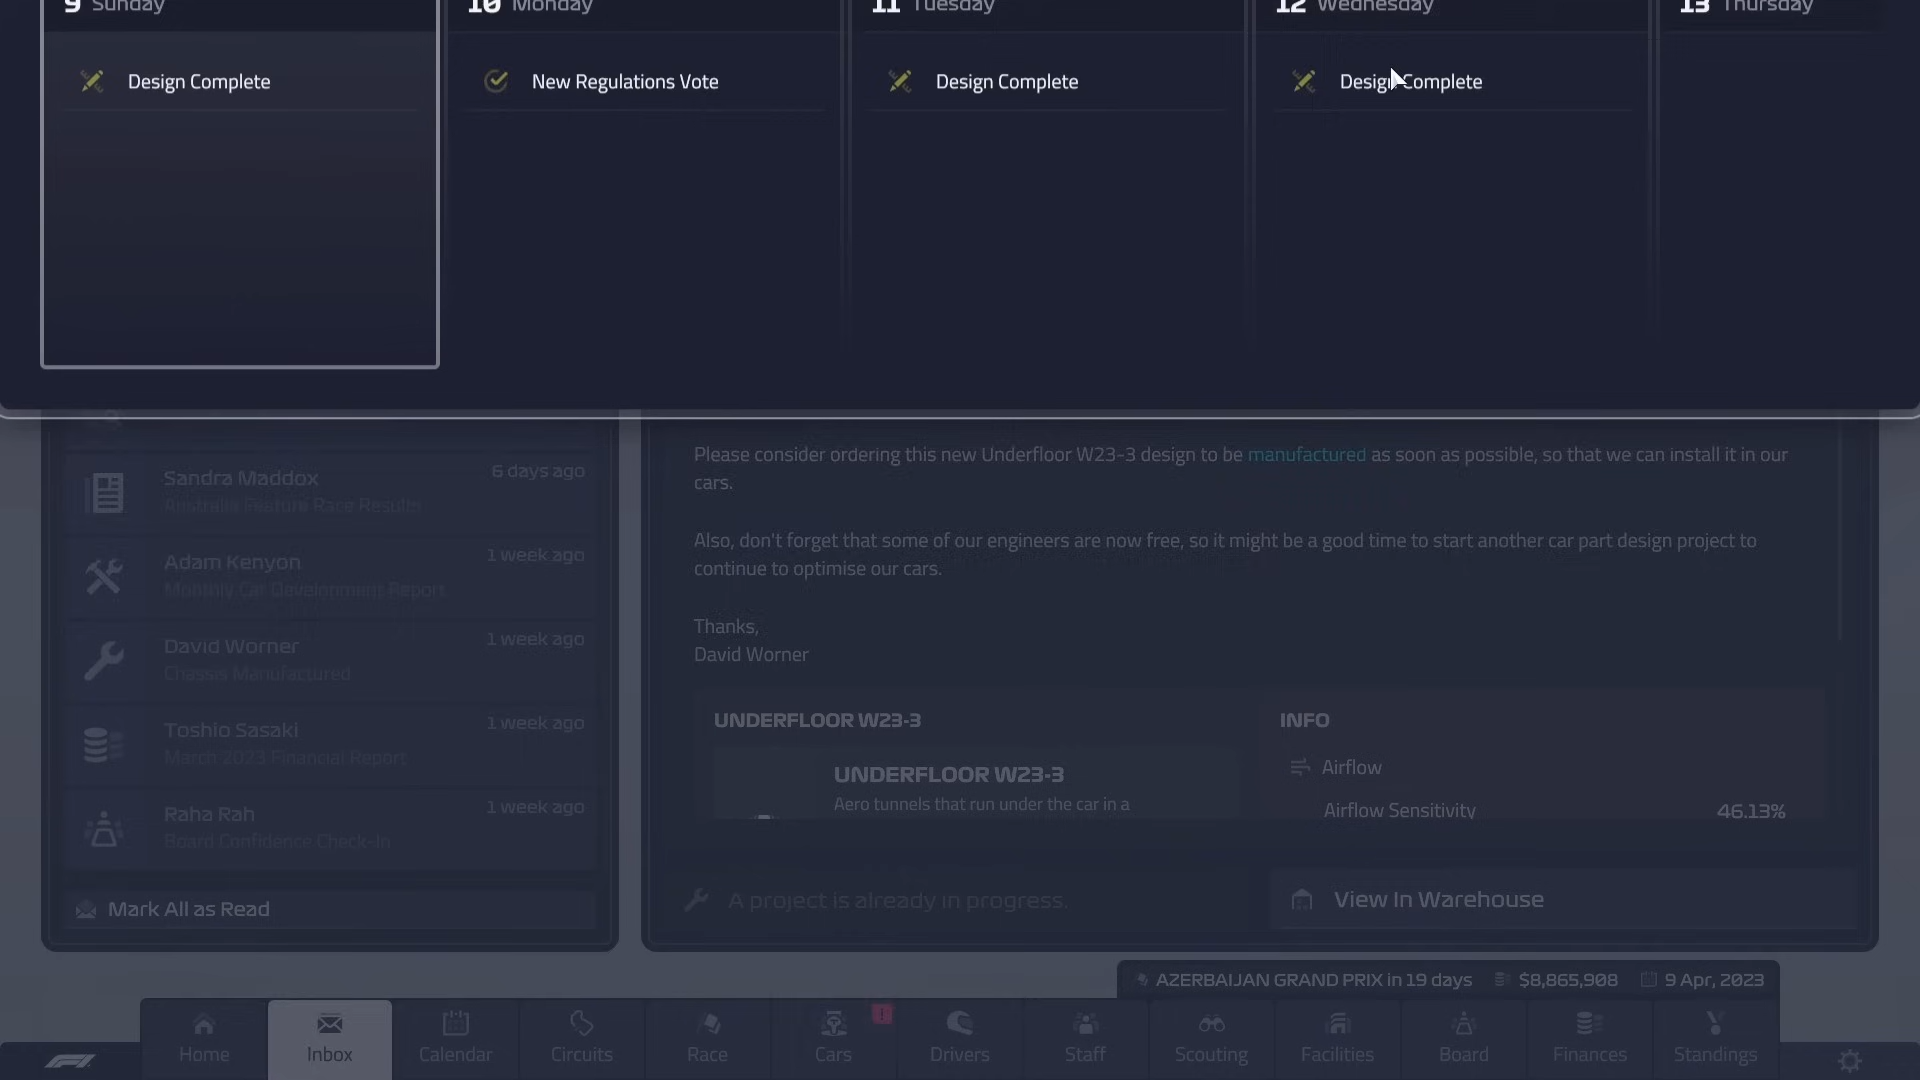 9 Sunday
10 Monday
11 Tuesday
12 Wednesday
13 Thursday
Design Complete
New Regulations Vote
Design Complete
Design Complete
Sandra Maddox
6 days ago
Australia Feature Race Results
Adam Kenyon
1 week ago
Monthly Car Development Report
David Worner
1 week ago
Chassis Manufactured
Toshio Sasaki
1 week ago
March 2023 Financial Report
Raha Rah
1 week ago
Board Confidence Check-In
Mark All as Read
Please consider ordering this new Underfloor W23-3 design to be manufactured as soon as possible, so that we can install it in our
cars.
Also, don't forget that some of our engineers are now free, so it might be a good time to start another car part design project to
continue to optimise our cars.
Thanks,
David Worner
UNDERFLOOR W23-3
UNDERFLOOR W23-3
Aero tunnels that run under the car in a
INFO
Airflow
Airflow Sensitivity
46.13%
A project is already in progress.
View In Warehouse
AZERBAIJAN GRAND PRIX in 19 days
$8,865,908
9 Apr, 2023
Home
Inbox
Calendar
Circuits
Race
Cars
!
Drivers
Staff
Scouting
Facilities
Board
Finances
Standings